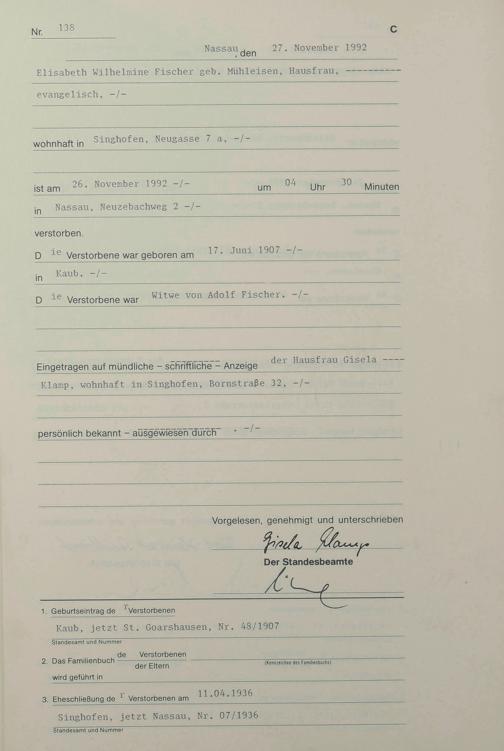 Nr. 138 C
Nassau, den 27. November 1992
Elisabeth Wilhelmine Fischer geb. Mühleisen, Hausfrau, ----------
evangelisch, -/-
wohnhaft in Singhofen, Neugasse 7 a, -/-
ist am 26. November 1992 -/- um 04 Uhr 30 Minuten
in Nassau, Neuzebachweg 2 -/-
verstorben.
D ie Verstorbene war geboren am 17. Juni 1907 -/-
in Kaub. -/-
D ie Verstorbene war Witwe von Adolf Fischer. -/-
Eingetragen auf mündliche – schriftliche – Anzeige der Hausfrau Gisela ----
Klamp, wohnhaft in Singhofen, Bornstraße 32, -/-
persönlich bekannt – ausgewiesen durch . -/-
Vorgelesen, genehmigt und unterschrieben
Gisela Klamp
Der Standesbeamte
1. Geburtseintrag de r Verstorbenen
Kaub, jetzt St. Goarshausen, Nr. 48/1907
Standesamt und Nummer
2. Das Familienbuch de Verstorbenen
der Eltern (Kennzeichen des Familienbuchs)
wird geführt in
3. Eheschließung de r Verstorbenen am 11.04.1936
Singhofen, jetzt Nassau, Nr. 07/1936
Standesamt und Nummer